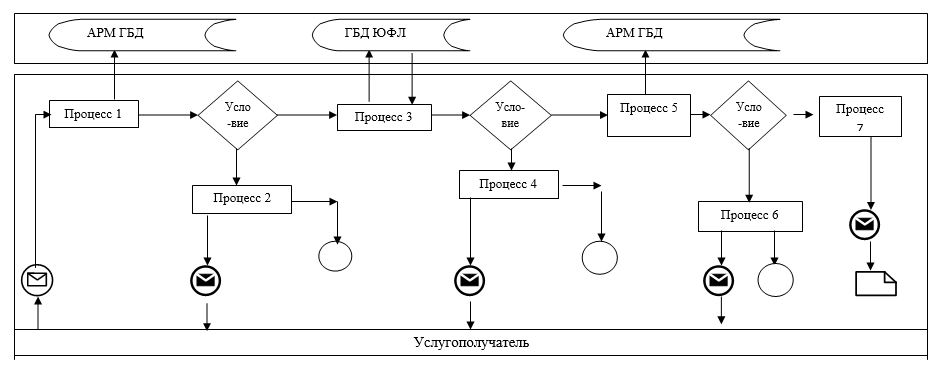 АРМ ГБД
ГБД ЮФЛ
АРМ ГБД
Процесс 1
Усло
-вие
Процесс 3
Усло-
вие
Процесс 5
Усло
-вие
Процесс
7
Процесс 2
Процесс 4
Процесс 6
Услугополучатель